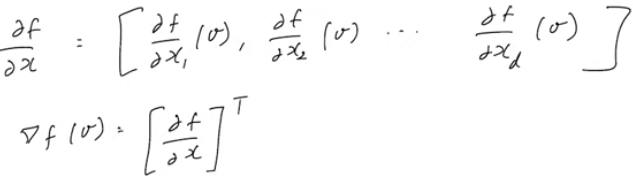 ∂f/∂x = [ ∂f/∂x₁ (v), ∂f/∂x₂ (v) ... ∂f/∂x_d (v) ]
∇f(v) = [ ∂f/∂x ]ᵀ